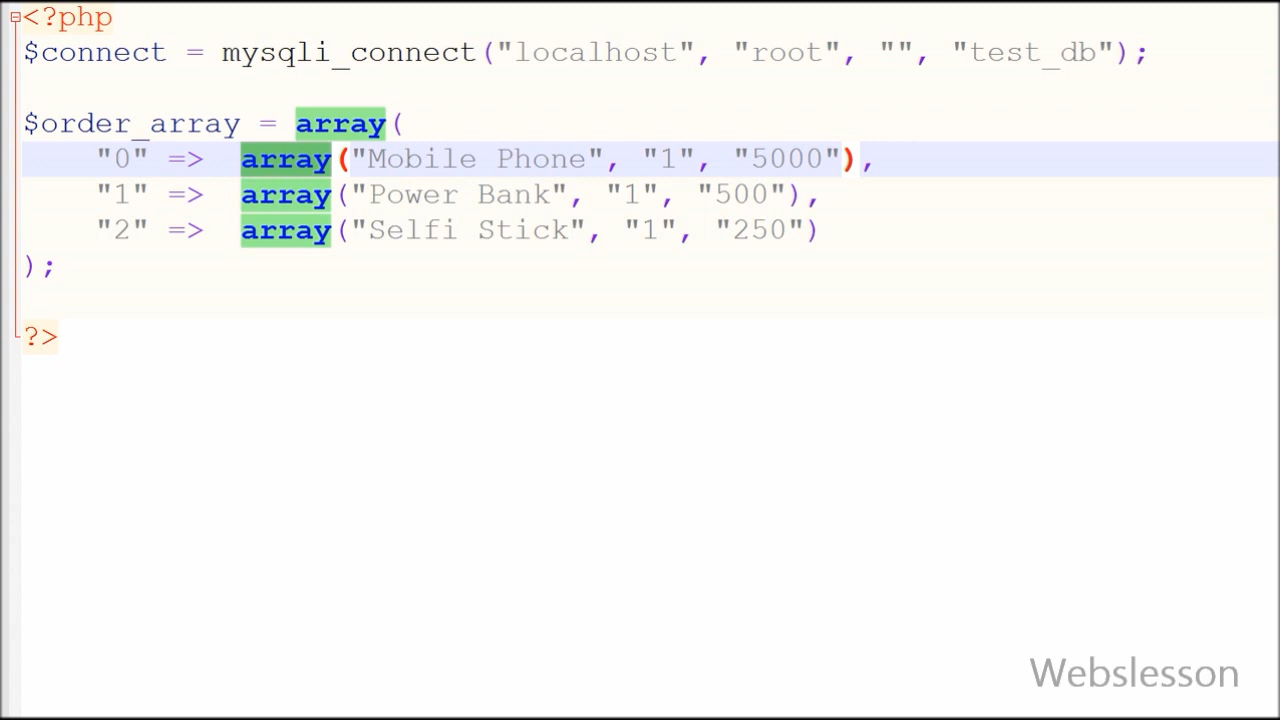 <?php
$connect = mysqli_connect("localhost", "root", "", "test_db");
$order_array = array(
"0" => array("Mobile Phone", "1", "5000"),
"1" => array("Power Bank", "1", "500"),
"2" => array("Selfi Stick", "1", "250")
);
?>
Webslesson